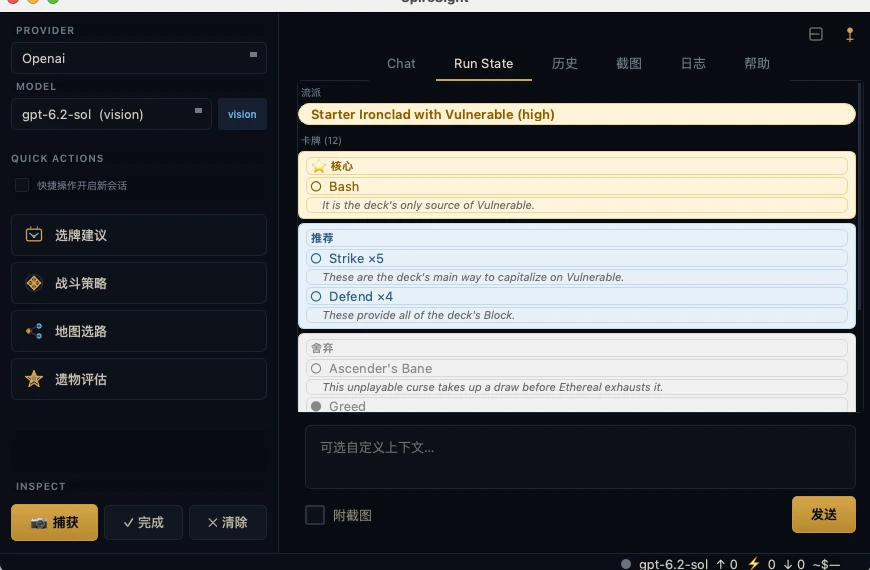 SpireSight
PROVIDER
Openai
MODEL
gpt-6.2-sol (vision)
vision
QUICK ACTIONS
快捷操作开启新会话
选牌建议
战斗策略
地图选路
遗物评估
INSPECT
捕获
✓ 完成
✕ 清除
Chat
Run State
历史
截图
日志
帮助
流派
Starter Ironclad with Vulnerable (high)
卡牌 (12)
⭐ 核心
Bash
It is the deck's only source of Vulnerable.
推荐
Strike ×5
These are the deck's main way to capitalize on Vulnerable.
Defend ×4
These provide all of the deck's Block.
舍弃
Ascender's Bane
This unplayable curse takes up a draw before Ethereal exhausts it.
Greed
可选自定义上下文...
附截图
发送
gpt-6.2-sol ↑ 0 ⚡ 0 ↓ 0 ~$—